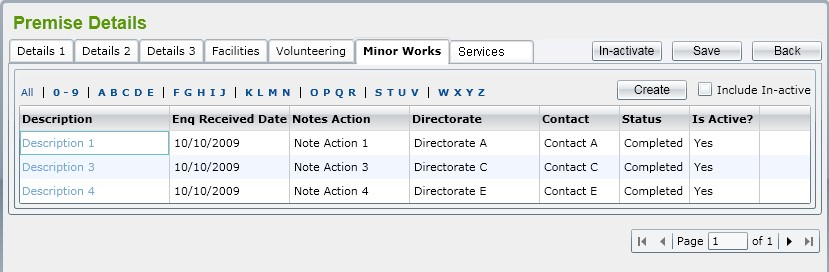 Premise Details
Details 1 Details 2 Details 3 Facilities Volunteering Minor Works Services In-activate Save Back
All | 0 - 9 | A B C D E | F G H I J | K L M N | O P Q R | S T U V | W X Y Z Create Include In-active
Description Enq Received Date Notes Action Directorate Contact Status Is Active?
Description 1 10/10/2009 Note Action 1 Directorate A Contact A Completed Yes
Description 3 10/10/2009 Note Action 3 Directorate C Contact C Completed Yes
Description 4 10/10/2009 Note Action 4 Directorate E Contact E Completed Yes
Page 1 of 1